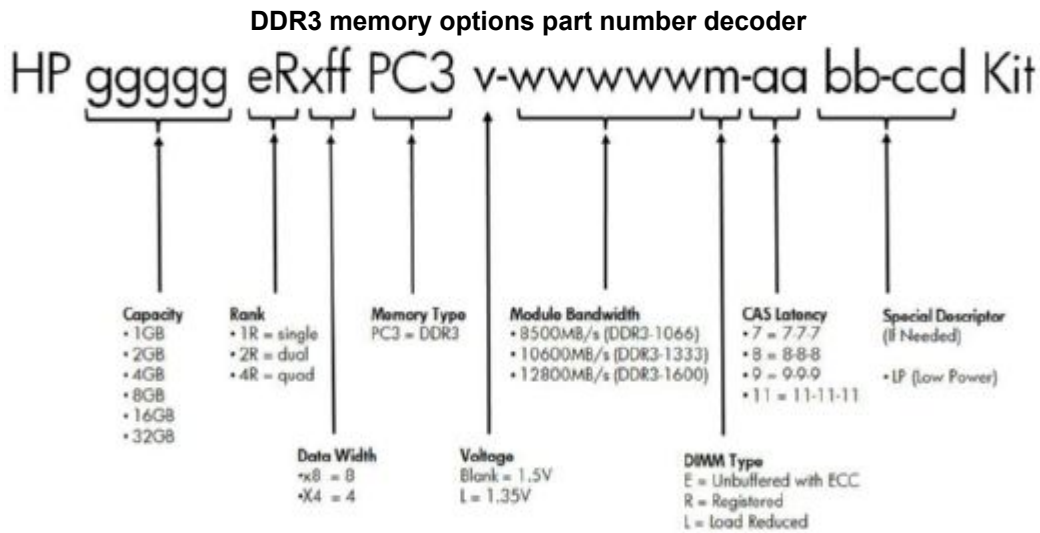 DDR3 memory options part number decoder
HP ggggg eRxff PC3 v-wwwwwm-aa bb-ccd Kit
Capacity
• 1GB
• 2GB
• 4GB
• 8GB
• 16GB
• 32GB
Rank
• 1R = single
• 2R = dual
• 4R = quad
Memory Type
PC3 = DDR3
Module Bandwidth
• 8500MB/s (DDR3-1066)
• 10600MB/s (DDR3-1333)
• 12800MB/s (DDR3-1600)
CAS Latency
• 7 = 7-7-7
• 8 = 8-8-8
• 9 = 9-9-9
• 11 = 11-11-11
Special Descriptor
(If Needed)
• LP (Low Power)
Data Width
•x8 = 8
•X4 = 4
Voltage
Blank = 1.5V
L = 1.35V
DIMM Type
E = Unbuffered with ECC
R = Registered
L = Load Reduced